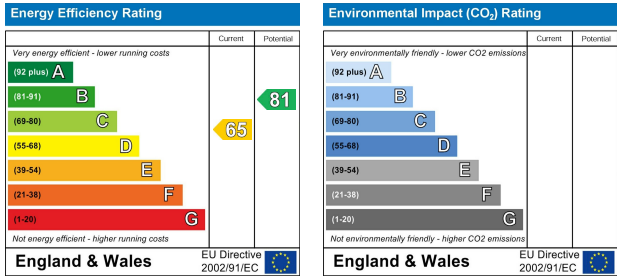 Energy Efficiency Rating
Current Potential
Very energy efficient - lower running costs
(92 plus) A
(81-91) B
81
(69-80) C
65
(55-68) D
(39-54) E
(21-38) F
(1-20) G
Not energy efficient - higher running costs
England & Wales
EU Directive
2002/91/EC
Environmental Impact (CO₂) Rating
Current Potential
Very environmentally friendly - lower CO2 emissions
(92 plus) A
(81-91) B
(69-80) C
(55-68) D
(39-54) E
(21-38) F
(1-20) G
Not environmentally friendly - higher CO2 emissions
England & Wales
EU Directive
2002/91/EC